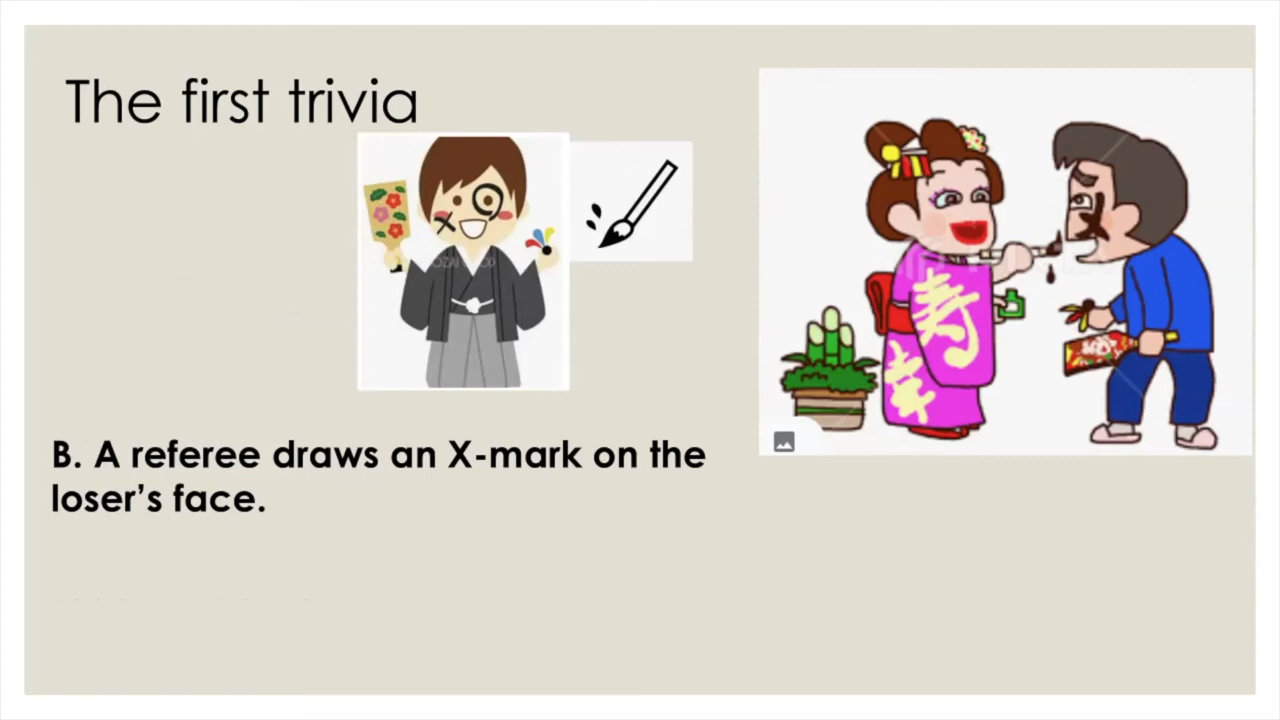 The first trivia
寿
幸
B. A referee draws an X-mark on the
loser's face.